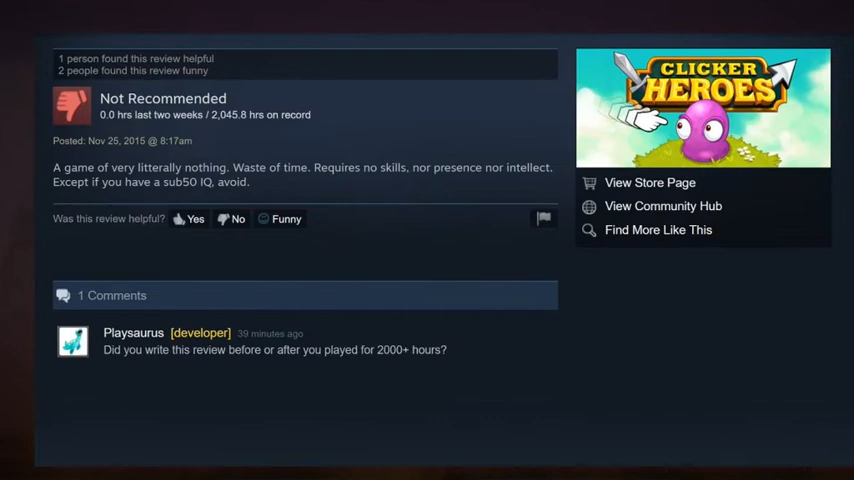 1 person found this review helpful
2 people found this review funny
Not Recommended
0.0 hrs last two weeks / 2,045.8 hrs on record
Posted: Nov 25, 2015 @ 8:17am
A game of very litterally nothing. Waste of time. Requires no skills, nor presence nor intellect.
Except if you have a sub50 IQ, avoid.
Was this review helpful? Yes No Funny
1 Comments
Playsaurus [developer] 39 minutes ago
Did you write this review before or after you played for 2000+ hours?
CLICKER
HEROES
View Store Page
View Community Hub
Find More Like This